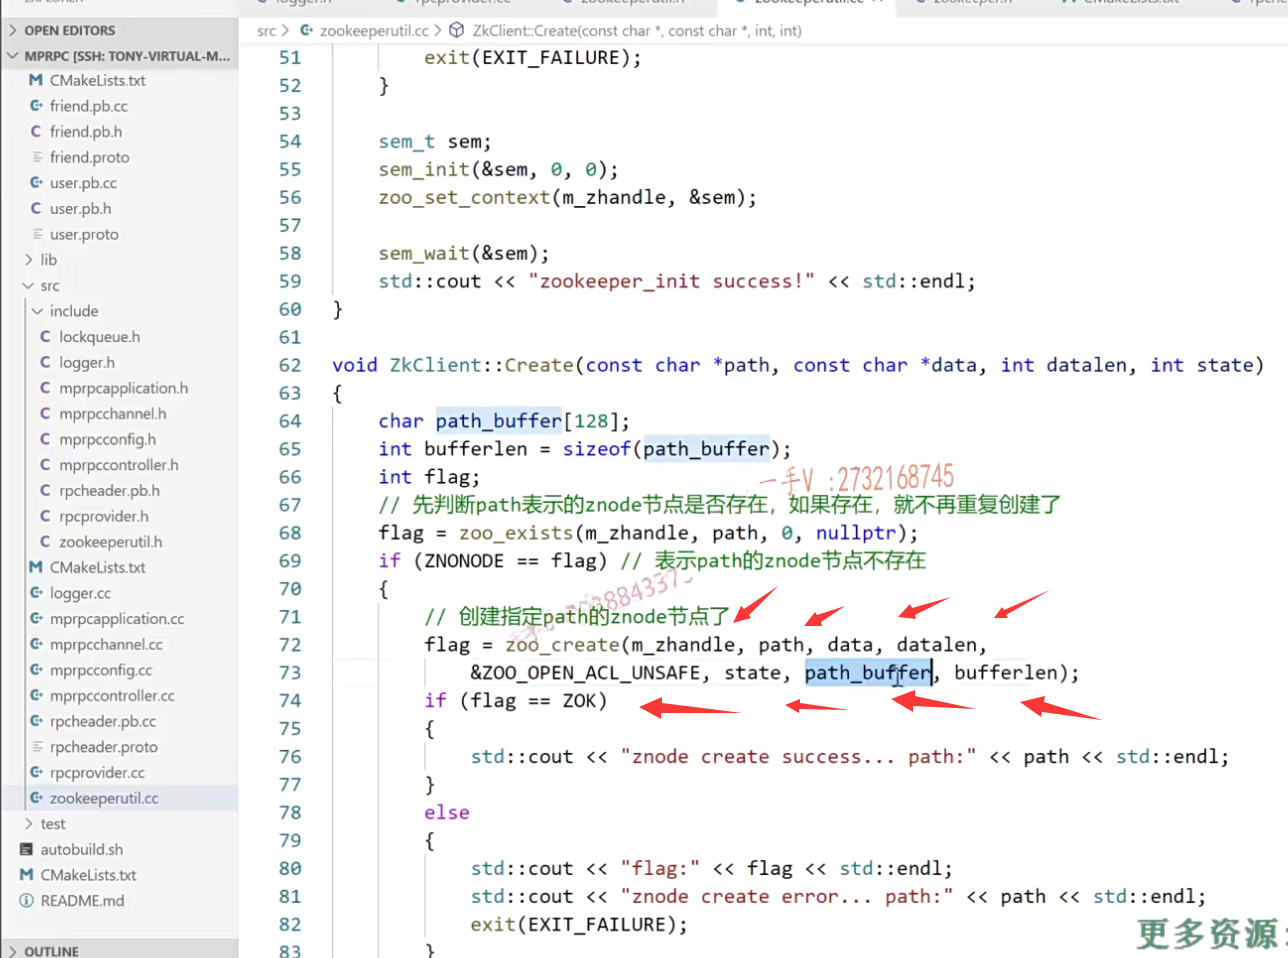 src > zookeeperutil.cc > ZkClient::Create(const char *, const char *, int, int)
OPEN EDITORS
MPRPC [SSH: TONY-VIRTUAL-M...
CMakeLists.txt
friend.pb.cc
friend.pb.h
friend.proto
user.pb.cc
user.pb.h
user.proto
lib
src
include
lockqueue.h
logger.h
mprpcapplication.h
mprpcchannel.h
mprpcconfig.h
mprpccontroller.h
rpcheader.pb.h
rpcprovider.h
zookeeperutil.h
CMakeLists.txt
logger.cc
mprpcapplication.cc
mprpcchannel.cc
mprpcconfig.cc
mprpccontroller.cc
rpcheader.pb.cc
rpcheader.proto
rpcprovider.cc
zookeeperutil.cc
test
autobuild.sh
CMakeLists.txt
README.md
OUTLINE
51 exit(EXIT_FAILURE);
52 }
53
54 sem_t sem;
55 sem_init(&sem, 0, 0);
56 zoo_set_context(m_zhandle, &sem);
57
58 sem_wait(&sem);
59 std::cout << "zookeeper_init success!" << std::endl;
60 }
61
62 void ZkClient::Create(const char *path, const char *data, int datalen, int state)
63 {
64 char path_buffer[128];
65 int bufferlen = sizeof(path_buffer);
66 int flag;
一手V :2732168745
67 // 先判断path表示的znode节点是否存在，如果存在，就不再重复创建了
68 flag = zoo_exists(m_zhandle, path, 0, nullptr);
69 if (ZNONODE == flag) // 表示path的znode节点不存在
70 {
71 // 创建指定path的znode节点了
72 flag = zoo_create(m_zhandle, path, data, datalen,
73 &ZOO_OPEN_ACL_UNSAFE, state, path_buffer, bufferlen);
74 if (flag == ZOK)
75 {
76 std::cout << "znode create success... path:" << path << std::endl;
77 }
78 else
79 {
80 std::cout << "flag:" << flag << std::endl;
81 std::cout << "znode create error... path:" << path << std::endl;
82 exit(EXIT_FAILURE);
83 }
更多资源: